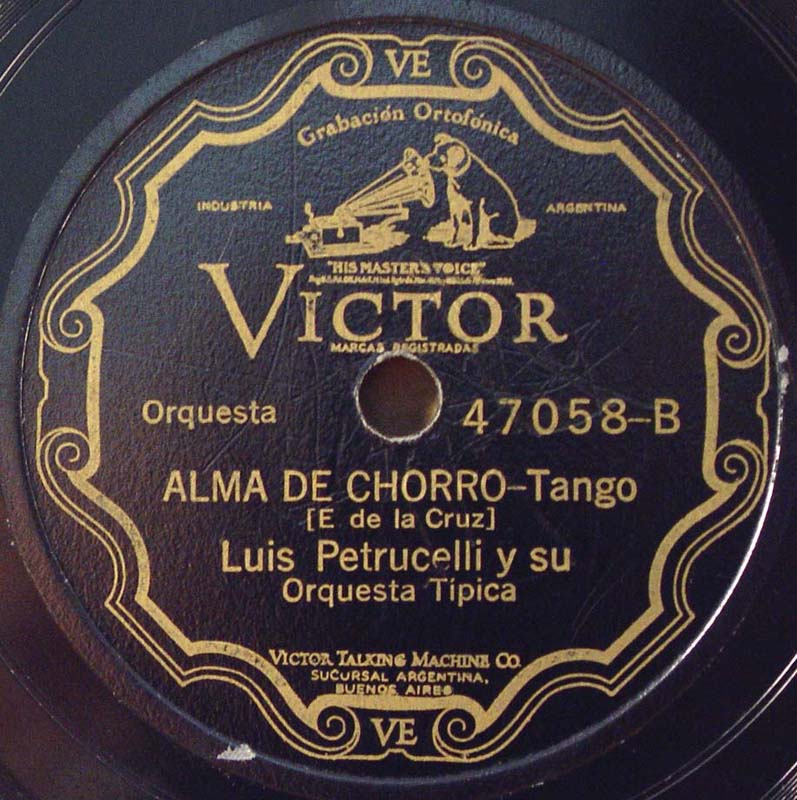 VE
Grabación Ortofónica
INDUSTRIA ARGENTINA
"HIS MASTER'S VOICE"
VICTOR
MARCAS REGISTRADAS
Orquesta 47058-B
ALMA DE CHORRO-Tango
[E de la Cruz]
Luis Petrucelli y su
Orquesta Típica
VICTOR TALKING MACHINE CO.
SUCURSAL ARGENTINA,
BUENOS AIRES
VE